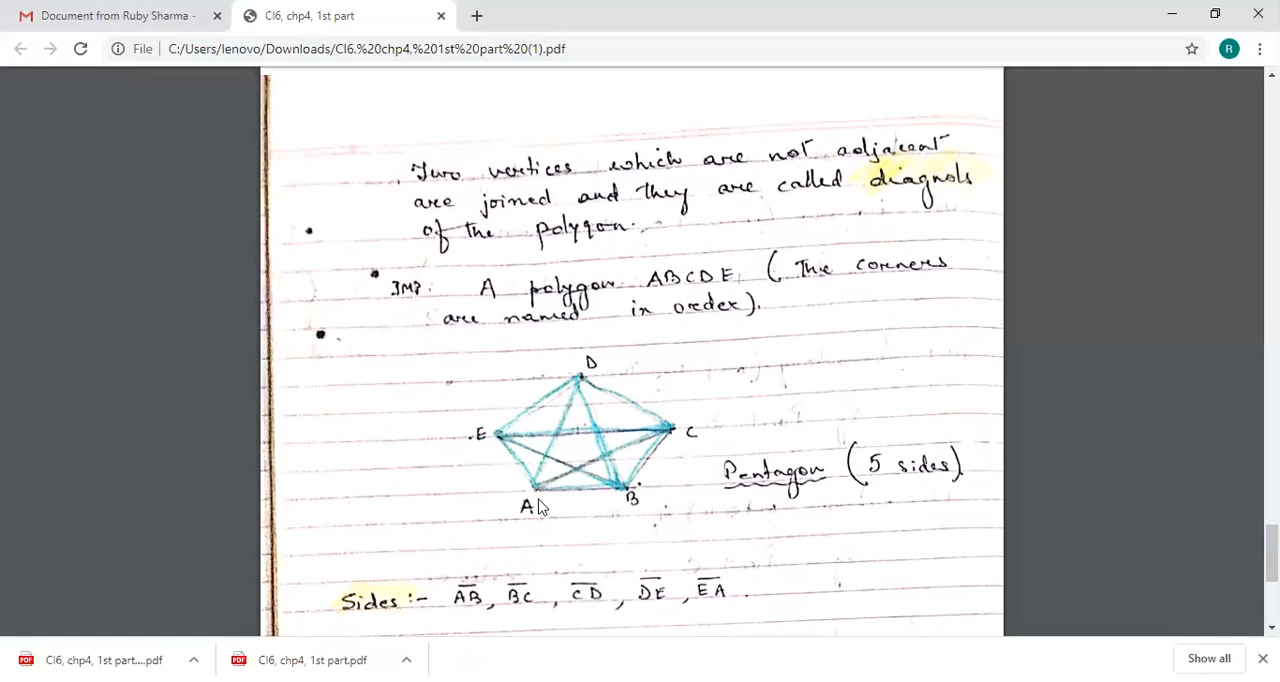 Document from Ruby Sharma -
Cl6, chp4, 1st part
File
C:/Users/lenovo/Downloads/Cl6,%20chp4,%201st%20part%20(1).pdf
R
Two vertices which are not adjacent
are joined and they are called diagnols
of the polygon.
IMP. A polygon ABCDE (The corners
are named in order).
D
E
C
A
B
Pentagon (5 sides)
Sides :- AB, BC, CD, DE, EA.
Cl6, chp4, 1st part....pdf
Cl6, chp4, 1st part.pdf
Show all